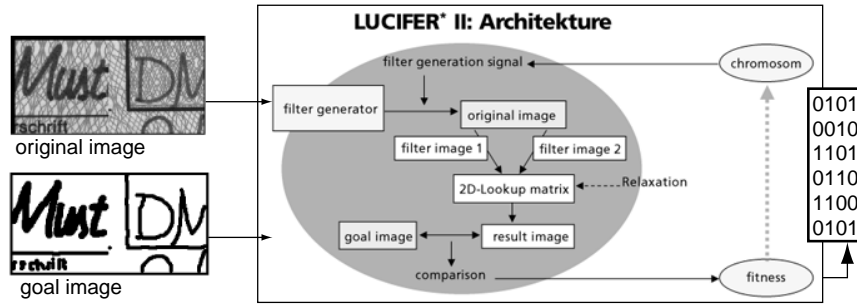 LUCIFER* II: Architekture
Must DM
rschrift
original image
Must DM
rschrift
goal image
filter generation signal
chromosom
filter generator
original image
filter image 1
filter image 2
2D-Lookup matrix
Relaxation
goal image
result image
comparison
fitness
0101
0010
1101
0110
1100
0101